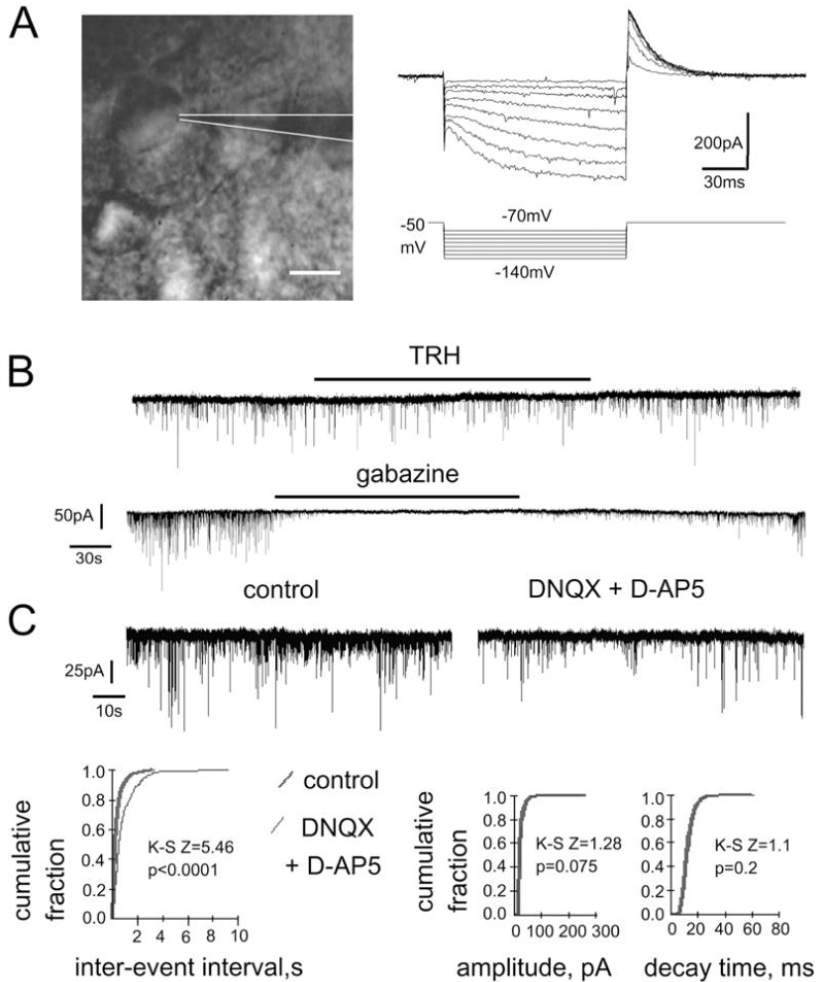 A
200pA
30ms
-50
mV
-70mV
-140mV
B
TRH
gabazine
50pA
30s
control
DNQX + D-AP5
C
25pA
10s
cumulative
fraction
1.0
0.8
0.6
0.4
0.2
0.0
K-S Z=5.46
p<0.0001
2 4 6 8 10
inter-event interval,s
control
DNQX
+ D-AP5
cumulative
fraction
1.0
0.8
0.6
0.4
0.2
0.0
K-S Z=1.28
p=0.075
0 100 200 300
amplitude, pA
1.0
0.8
0.6
0.4
0.2
0.0
K-S Z=1.1
p=0.2
0 20 40 60 80
decay time, ms